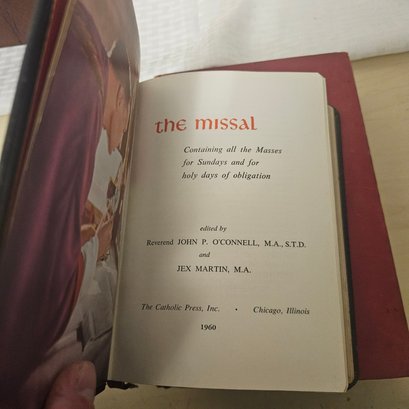 the missal
Containing all the Masses
for Sundays and for
holy days of obligation
edited by
Reverend JOHN P. O'CONNELL, M.A., S.T.D.
and
JEX MARTIN, M.A.
The Catholic Press, Inc. · Chicago, Illinois
1960